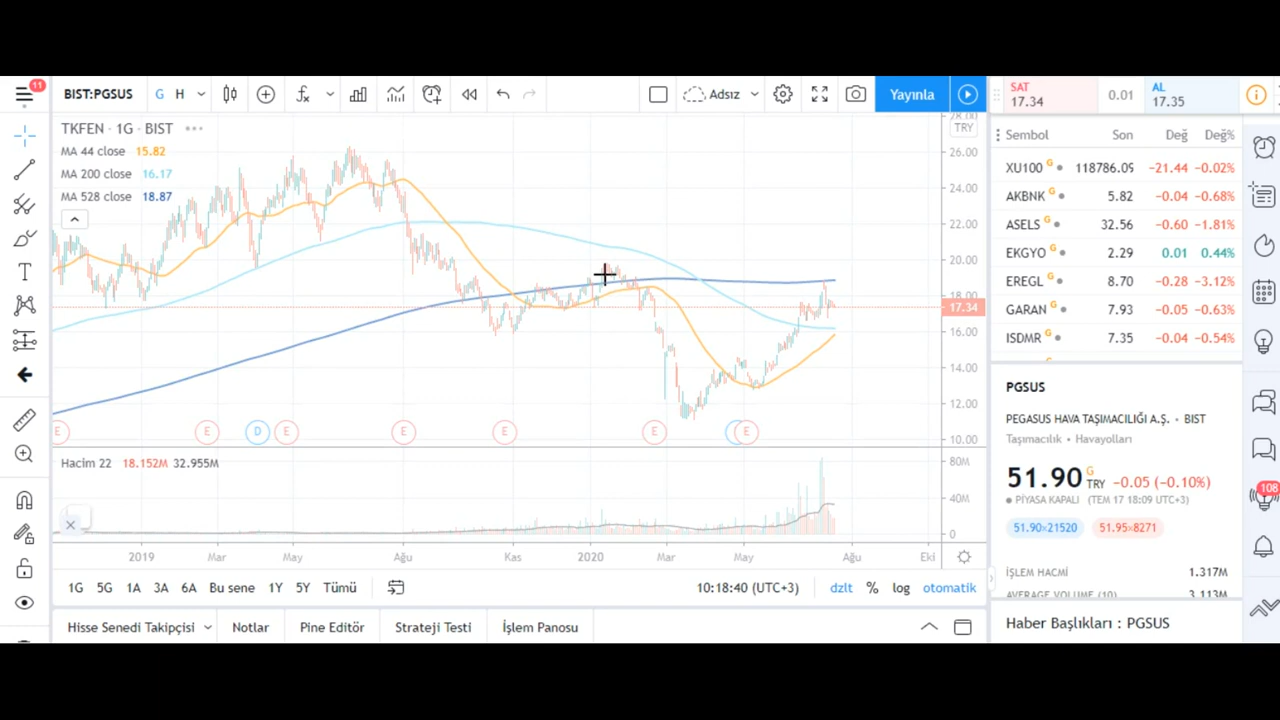 11
BIST:PGSUS G H Adsız Yayınla
TKFEN · 1G · BIST
MA 44 close 15.82
MA 200 close 16.17
MA 528 close 18.87
28.00
TRY
26.00
24.00
22.00
20.00
18.00
17.34
16.00
14.00
12.00
10.00
E E D E E E E E
Hacim 22 18.152M 32.955M
80M
40M
0
2019 Mar May Ağu Kas 2020 Mar May Ağu Eki
1G 5G 1A 3A 6A Bu sene 1Y 5Y Tümü 10:18:40 (UTC+3) dzlt % log otomatik
Hisse Senedi Takipçisi Notlar Pine Editör Strateji Testi İşlem Panosu
SAT
17.34
0.01
AL
17.35
Sembol Son Değ Değ%
XU100 G 118786.09 -21.44 -0.02%
AKBNK G 5.82 -0.04 -0.68%
ASELS G 32.56 -0.60 -1.81%
EKGYO G 2.29 0.01 0.44%
EREGL G 8.70 -0.28 -3.12%
GARAN G 7.93 -0.05 -0.63%
ISDMR G 7.35 -0.04 -0.54%
PGSUS
PEGASUS HAVA TAŞIMACILIĞI A.Ş. • BIST
Taşımacılık • Havayolları
51.90 G TRY -0.05 (-0.10%)
PİYASA KAPALI (TEM 17 18:09 UTC+3)
51.90×21520 51.95×8271
İŞLEM HACMİ 1.317M
AVERAGE VOLUME (10) 3.113M
Haber Başlıkları : PGSUS
108